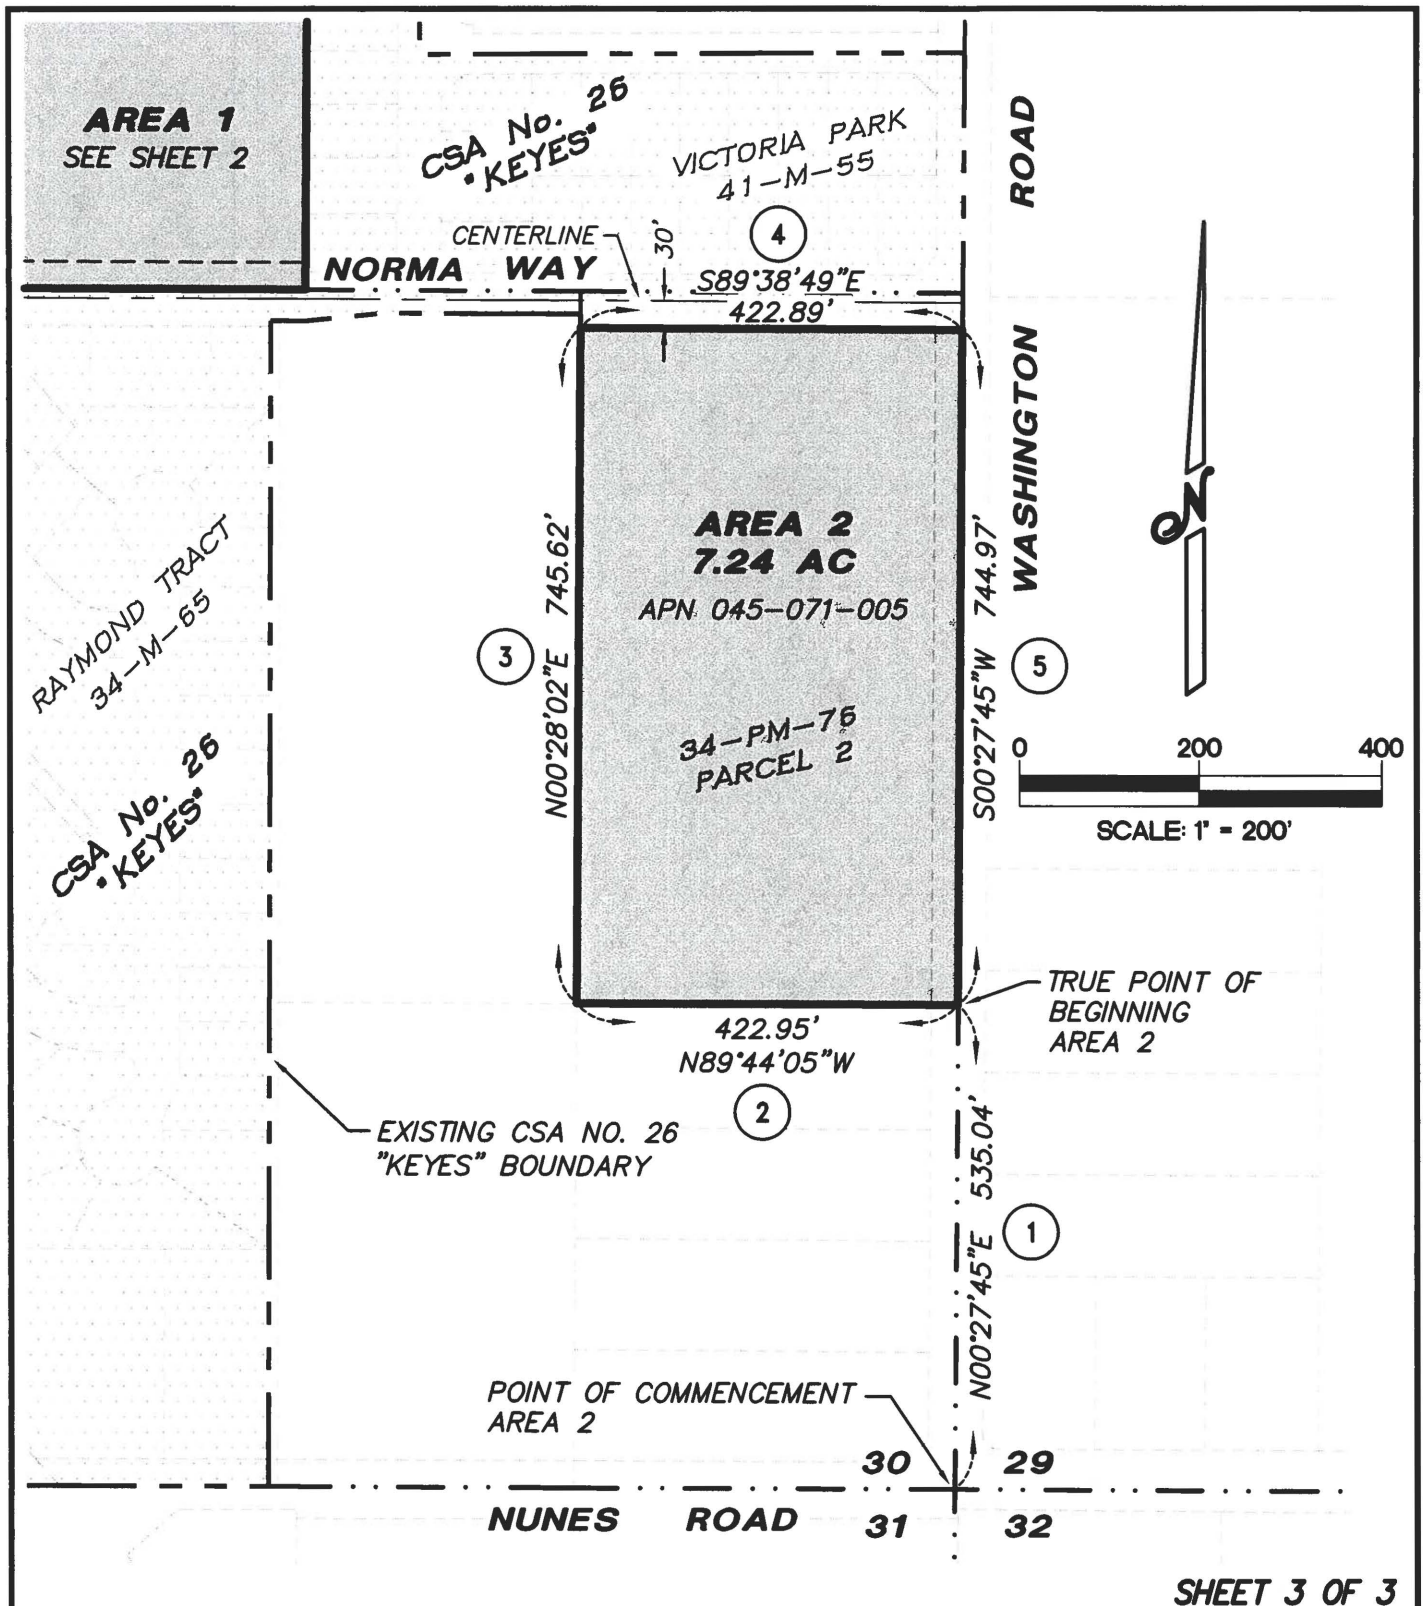 AREA 1
SEE SHEET 2
CSA No. 26
"KEYES"
VICTORIA PARK
41-M-55
4
CENTERLINE
30'
NORMA WAY
S89°38'49"E
422.89'
WASHINGTON ROAD
N
AREA 2
7.24 AC
APN 045-071-005
34-PM-76
PARCEL 2
3
N00°28'02"E 745.62'
S00°27'45"W 744.97'
5
RAYMOND TRACT
34-M-65
CSA No. 26
"KEYES"
0 200 400
SCALE: 1" = 200'
TRUE POINT OF
BEGINNING
AREA 2
422.95'
N89°44'05"W
2
EXISTING CSA NO. 26
"KEYES" BOUNDARY
N00°27'45"E 535.04'
1
POINT OF COMMENCEMENT
AREA 2
30 29
NUNES ROAD 31 32
SHEET 3 OF 3